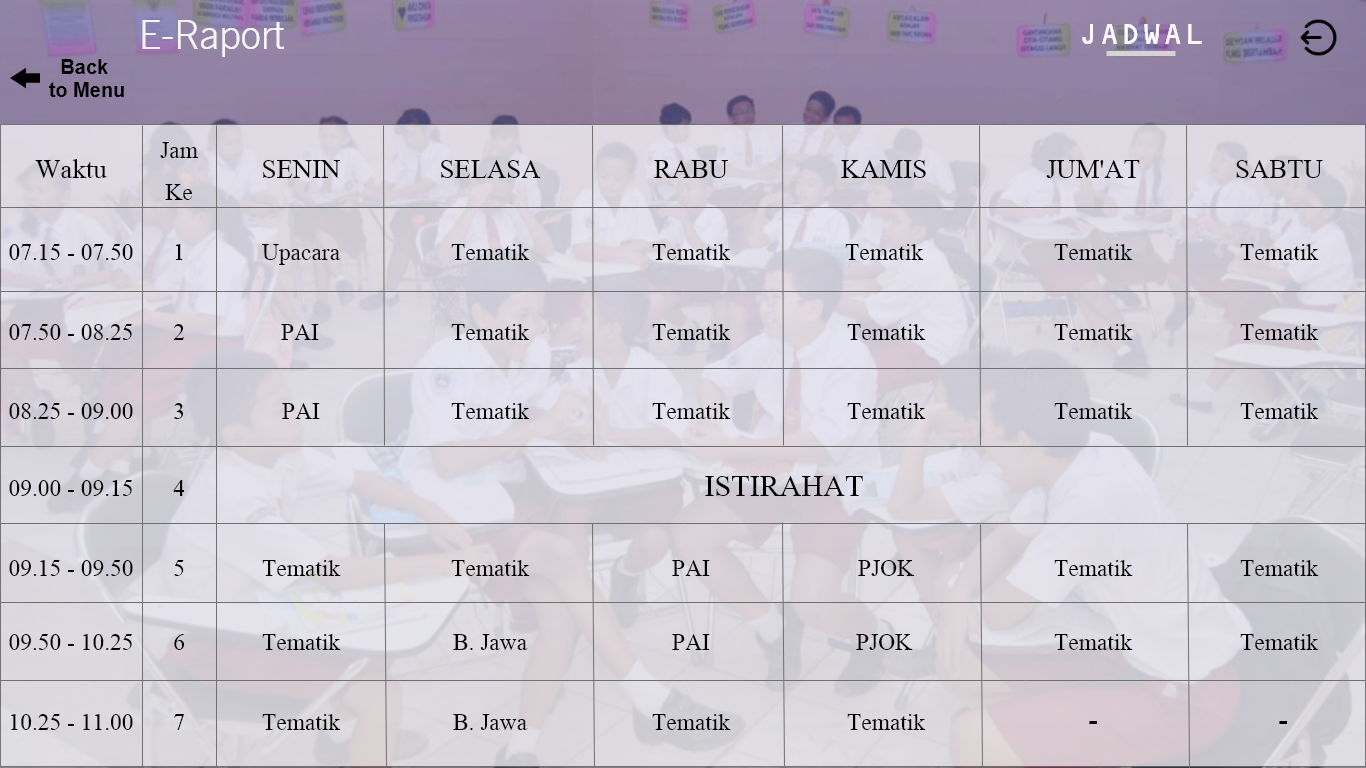 E-Raport
JADWAL
Back
to Menu
Waktu Jam Ke SENIN SELASA RABU KAMIS JUM'AT SABTU
07.15 - 07.50 1 Upacara Tematik Tematik Tematik Tematik Tematik
07.50 - 08.25 2 PAI Tematik Tematik Tematik Tematik Tematik
08.25 - 09.00 3 PAI Tematik Tematik Tematik Tematik Tematik
09.00 - 09.15 4 ISTIRAHAT
09.15 - 09.50 5 Tematik Tematik PAI PJOK Tematik Tematik
09.50 - 10.25 6 Tematik B. Jawa PAI PJOK Tematik Tematik
10.25 - 11.00 7 Tematik B. Jawa Tematik Tematik - -